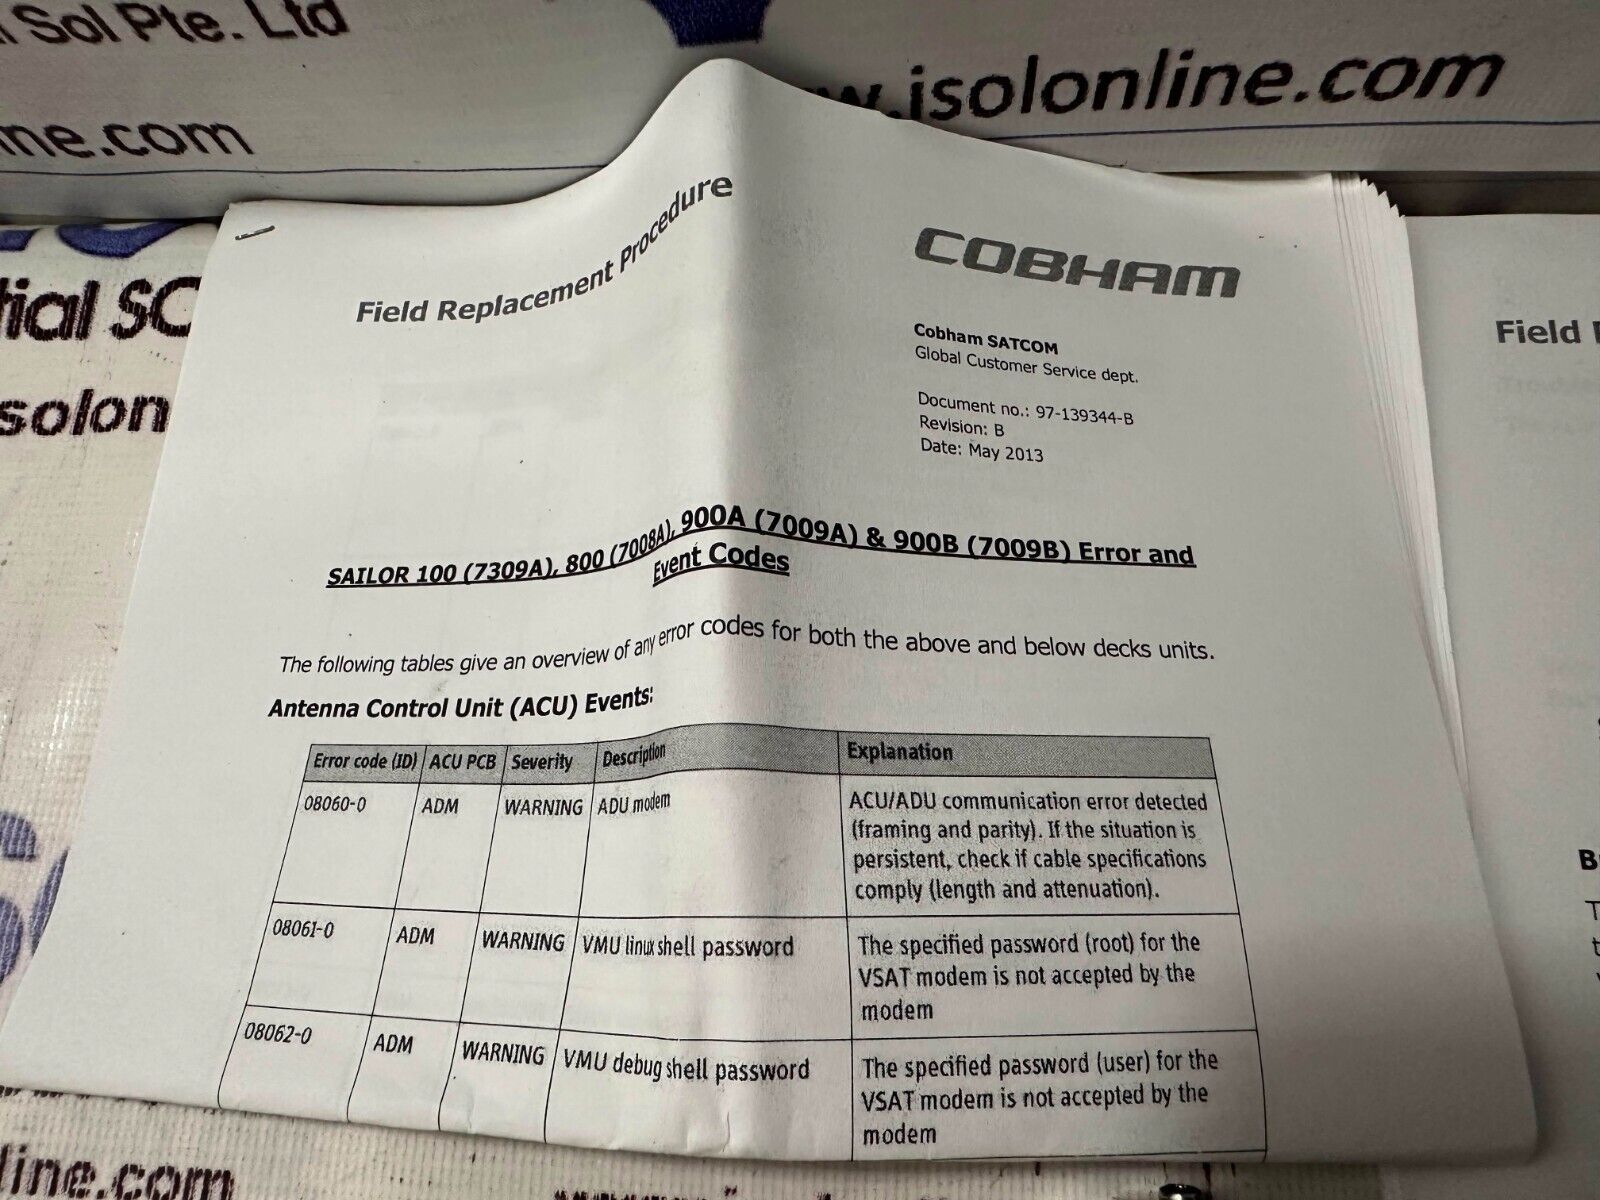 Sol Pte. Ltd
www.isolonline.com
ine.com
tial SC
solon
Field Replacement Procedure
COBHAM
Cobham SATCOM
Global Customer Service dept.
Document no.: 97-139344-B
Revision: B
Date: May 2013
SAILOR 100 (7309A), 800 (7008A), 900A (7009A) & 900B (7009B) Error and
Event Codes
The following tables give an overview of any error codes for both the above and below decks units.
Antenna Control Unit (ACU) Events:
Error code (ID) ACU PCB Severity Description Explanation
08060-0 ADM WARNING ADU modem ACU/ADU communication error detected
(framing and parity). If the situation is
persistent, check if cable specifications
comply (length and attenuation).
08061-0 ADM WARNING VMU linux shell password The specified password (root) for the
VSAT modem is not accepted by the
modem
08062-0 ADM WARNING VMU debug shell password The specified password (user) for the
VSAT modem is not accepted by the
modem
Field
line.com